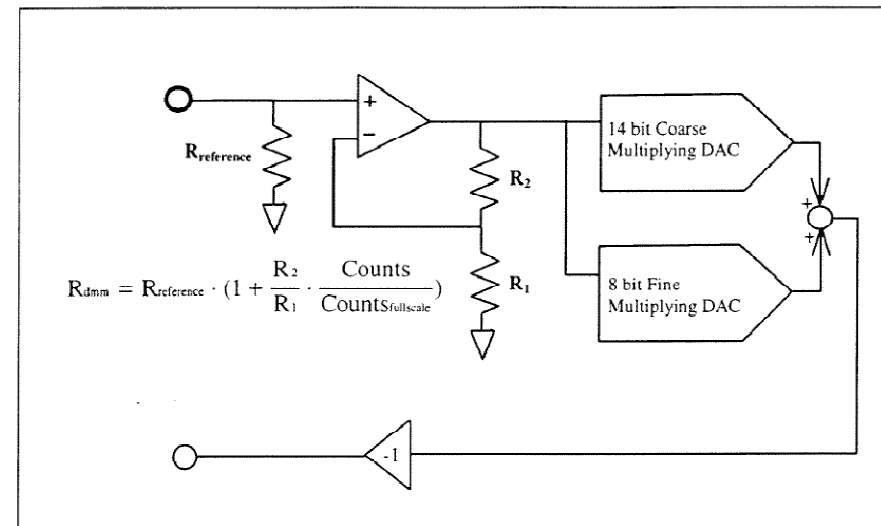 +
−
R reference
R₂
14 bit Coarse
Multiplying DAC
+
+
R₁
8 bit Fine
Multiplying DAC
Rdmm = Rreference · (1 + R₂/R₁ · Counts/Countsfullscale)
-1